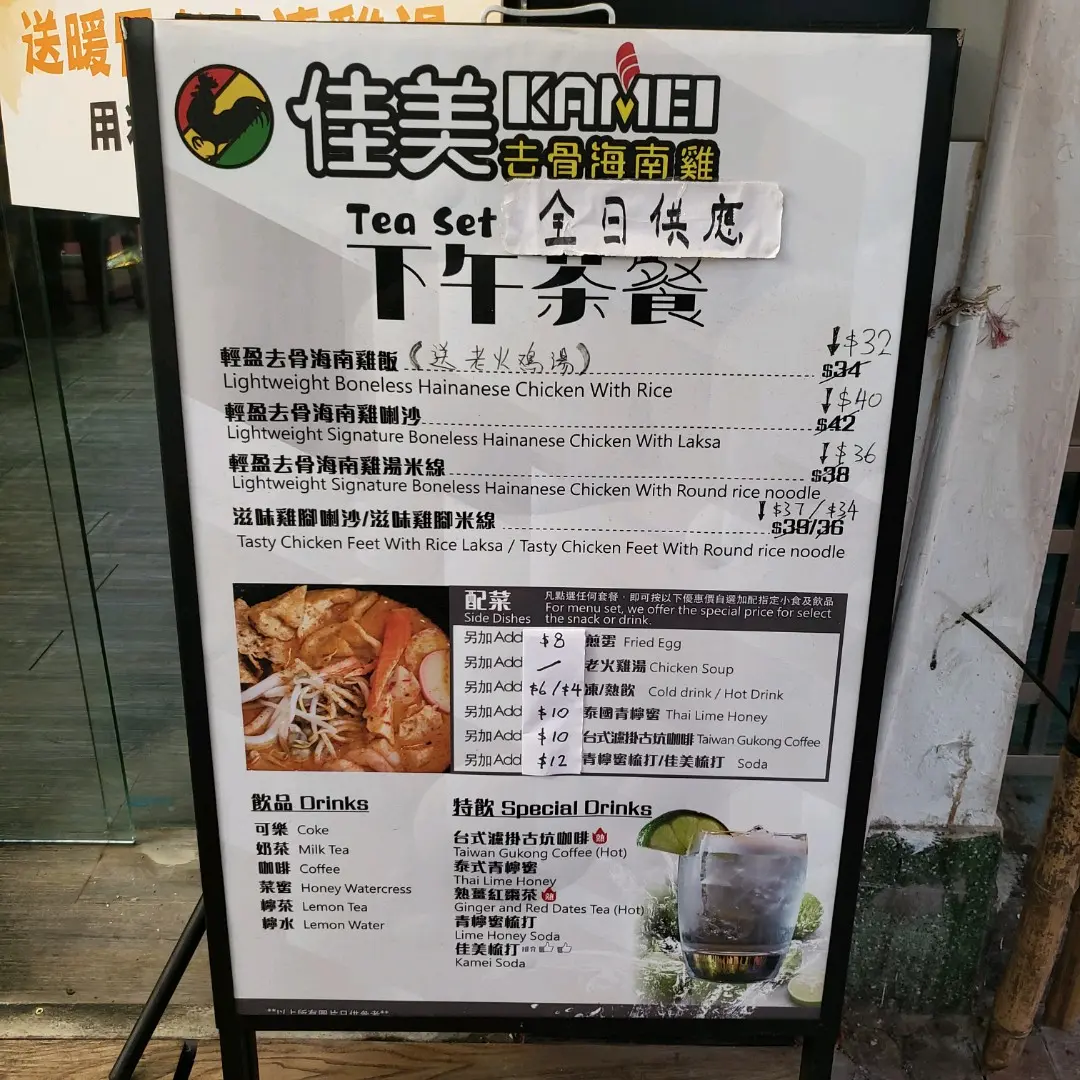 送暖
用
佳美 KAMEI
去骨海南雞
Tea Set 全日供應
下午茶餐
輕盈去骨海南雞飯 (送老火鸡湯) ↓$32
Lightweight Boneless Hainanese Chicken With Rice $34
輕盈去骨海南雞喇沙 ↓$40
Lightweight Signature Boneless Hainanese Chicken With Laksa $42
輕盈去骨海南雞湯米線 ↓$36
Lightweight Signature Boneless Hainanese Chicken With Round rice noodle $38
滋味雞腳喇沙/滋味雞腳米線 ↓$37/$34
$39/36
Tasty Chicken Feet With Rice Laksa / Tasty Chicken Feet With Round rice noodle
配菜 凡點選任何套餐，即可按以下優惠價自選加配指定小食及飲品
Side Dishes For menu set, we offer the special price for select
the snack or drink.
另加Add $8 煎蛋 Fried Egg
另加Add — 老火雞湯 Chicken Soup
另加Add $6/$4 凍/熱飲 Cold drink / Hot Drink
另加Add $10 泰國青檸蜜 Thai Lime Honey
另加Add $10 台式濾掛古坑咖啡 Taiwan Gukong Coffee
另加Add $12 青檸蜜梳打/佳美梳打 Soda
飲品 Drinks
可樂 Coke
奶茶 Milk Tea
咖啡 Coffee
菜蜜 Honey Watercress
檸茶 Lemon Tea
檸水 Lemon Water
特飲 Special Drinks
台式濾掛古坑咖啡 熱
Taiwan Gukong Coffee (Hot)
泰式青檸蜜
Thai Lime Honey
熱薑紅棗茶 熱
Ginger and Red Dates Tea (Hot)
青檸蜜梳打
Lime Honey Soda
佳美梳打
Kamei Soda
**以上所有圖片只供參考**